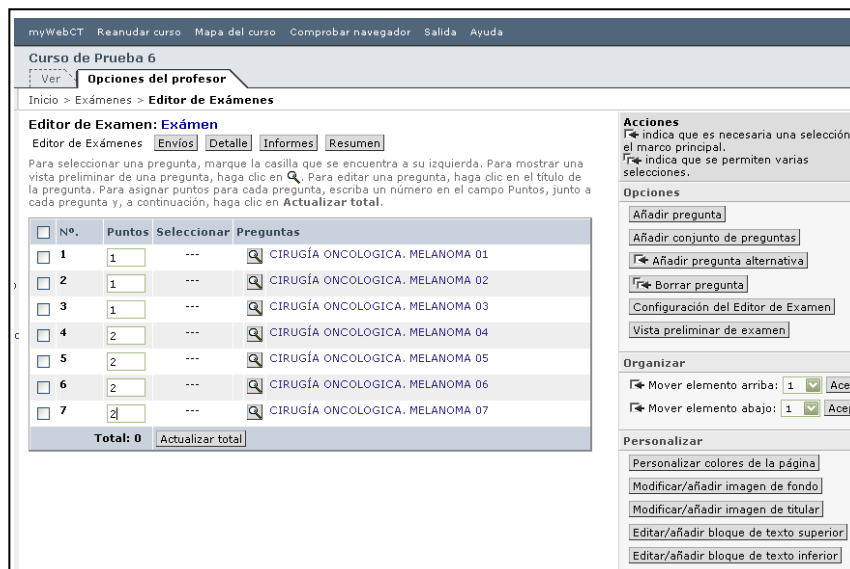 myWebCT Reanudar curso Mapa del curso Comprobar navegador Salida Ayuda
Curso de Prueba 6
Ver Opciones del profesor
Inicio > Exámenes > Editor de Exámenes
Editor de Examen: Exámen
Editor de Exámenes Envíos Detalle Informes Resumen
Para seleccionar una pregunta, marque la casilla que se encuentra a su izquierda. Para mostrar una
vista preliminar de una pregunta, haga clic en . Para editar una pregunta, haga clic en el título de
la pregunta. Para asignar puntos para cada pregunta, escriba un número en el campo Puntos, junto a
cada pregunta y, a continuación, haga clic en Actualizar total.
Nº. Puntos Seleccionar Preguntas
1 1 --- CIRUGÍA ONCOLOGICA. MELANOMA 01
2 1 --- CIRUGÍA ONCOLOGICA. MELANOMA 02
3 1 --- CIRUGÍA ONCOLOGICA. MELANOMA 03
4 2 --- CIRUGÍA ONCOLOGICA. MELANOMA 04
5 2 --- CIRUGÍA ONCOLOGICA. MELANOMA 05
6 2 --- CIRUGÍA ONCOLOGICA. MELANOMA 06
7 2 --- CIRUGÍA ONCOLOGICA. MELANOMA 07
Total: 0 Actualizar total
Acciones
indica que es necesaria una selección
el marco principal.
indica que se permiten varias
selecciones.
Opciones
Añadir pregunta
Añadir conjunto de preguntas
Añadir pregunta alternativa
Borrar pregunta
Configuración del Editor de Examen
Vista preliminar de examen
Organizar
Mover elemento arriba: 1 Ace
Mover elemento abajo: 1 Acep
Personalizar
Personalizar colores de la página
Modificar/añadir imagen de fondo
Modificar/añadir imagen de titular
Editar/añadir bloque de texto superior
Editar/añadir bloque de texto inferior